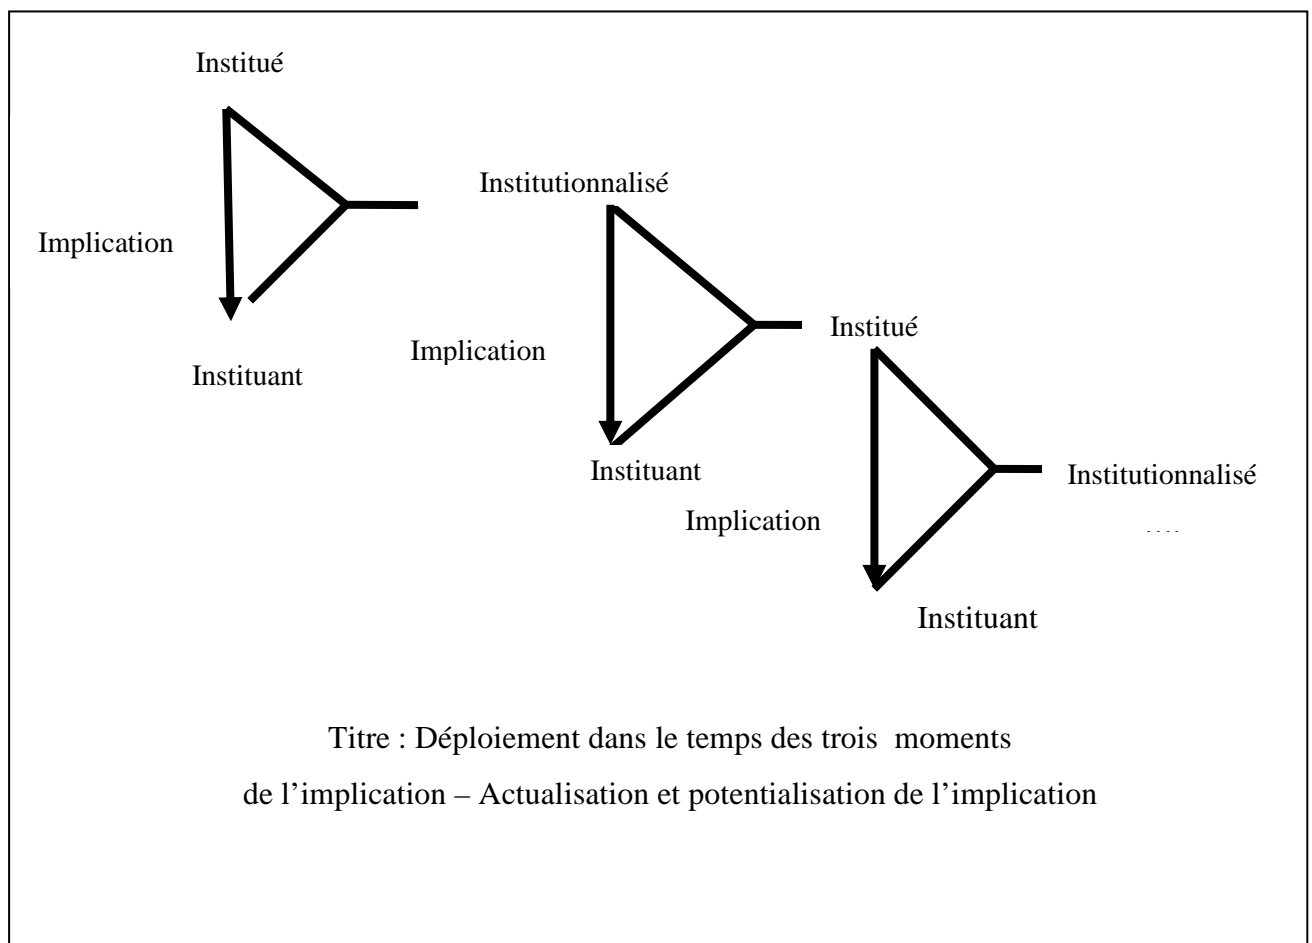 Institué
Institutionnalisé
Implication
Institué
Implication
Instituant
Instituant
Institutionnalisé
Implication
....
Instituant
Titre : Déploiement dans le temps des trois moments
de l’implication – Actualisation et potentialisation de l’implication